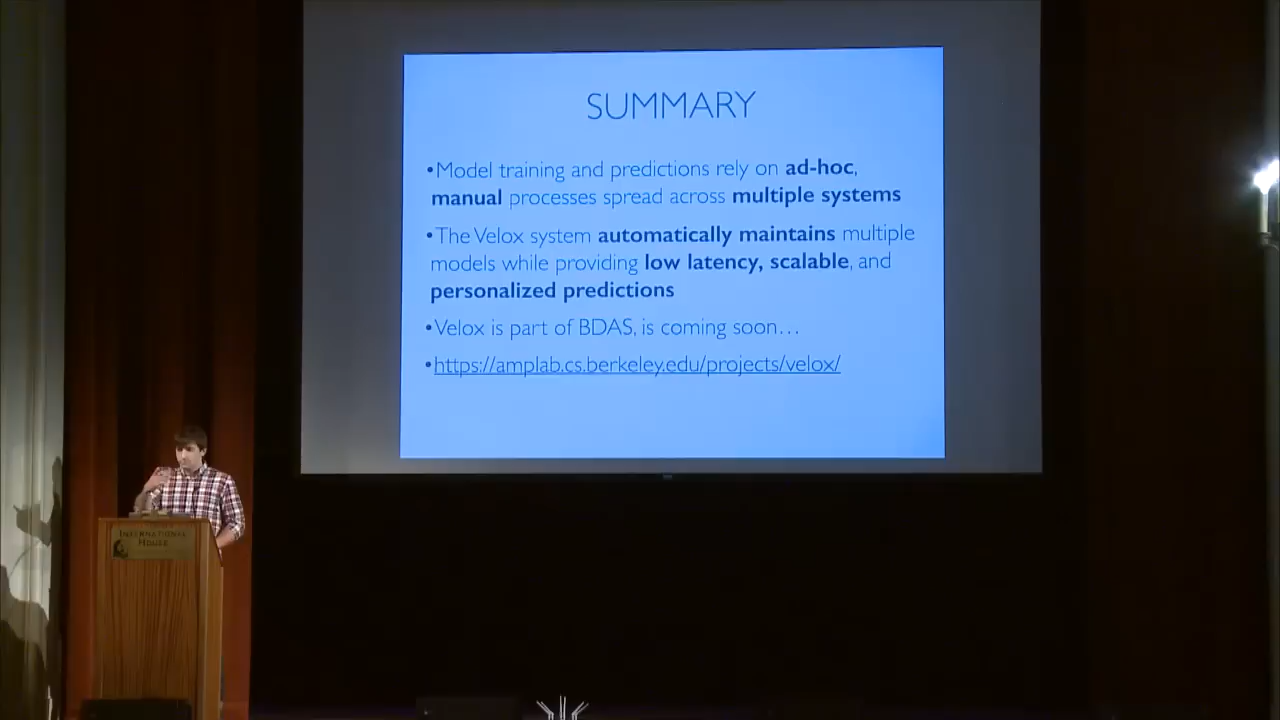 SUMMARY
•Model training and predictions rely on ad-hoc,
manual processes spread across multiple systems
•The Velox system automatically maintains multiple
models while providing low latency, scalable, and
personalized predictions
•Velox is part of BDAS, is coming soon…
•https://amplab.cs.berkeley.edu/projects/velox/
INTERNATIONAL
HOUSE